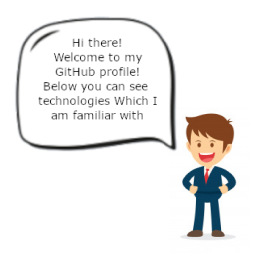 Hi there!
Welcome to my
GitHub profile!
Below you can see
technologies Which I
am familiar with